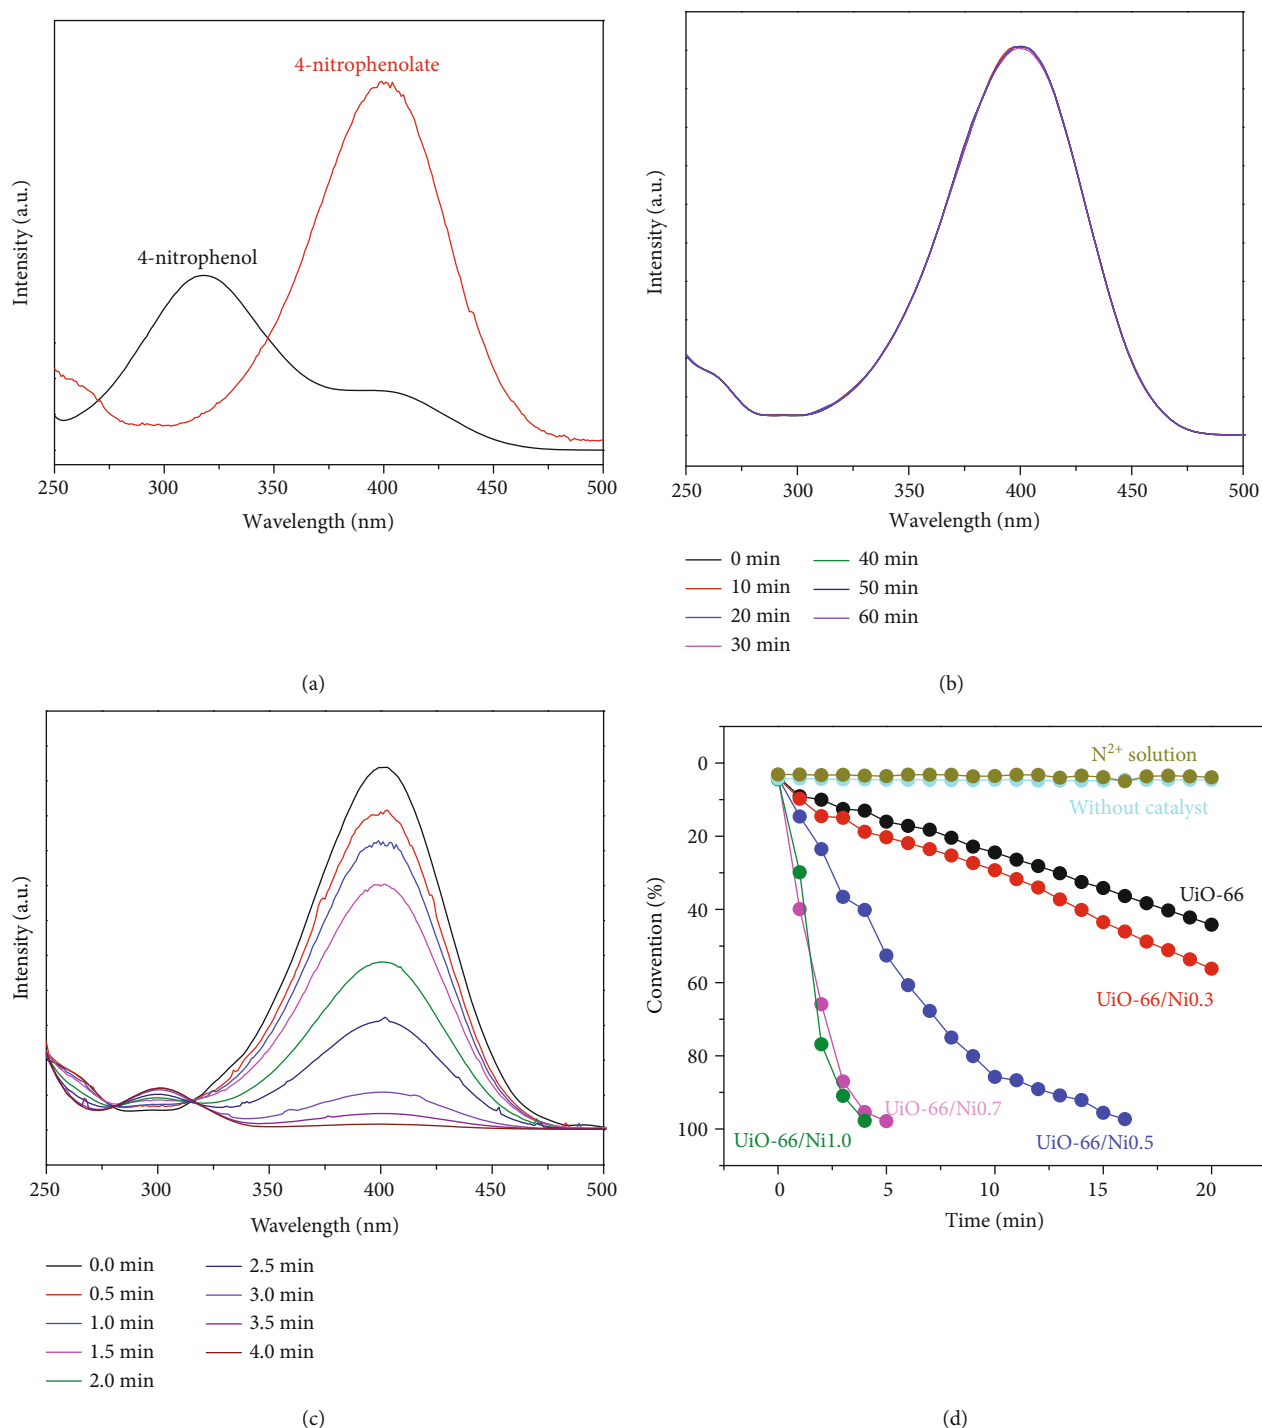 4-nitrophenolate
4-nitrophenol
Intensity (a.u.)
250 300 350 400 450 500
Wavelength (nm)
(a)
Intensity (a.u.)
250 300 350 400 450 500
Wavelength (nm)
0 min
10 min
20 min
30 min
40 min
50 min
60 min
(b)
Intensity (a.u.)
250 300 350 400 450 500
Wavelength (nm)
0.0 min
0.5 min
1.0 min
1.5 min
2.0 min
2.5 min
3.0 min
3.5 min
4.0 min
(c)
Convention (%)
0
20
40
60
80
100
N²⁺ solution
Without catalyst
UiO-66
UiO-66/Ni0.3
UiO-66/Ni0.7
UiO-66/Ni1.0
UiO-66/Ni0.5
0 5 10 15 20
Time (min)
(d)